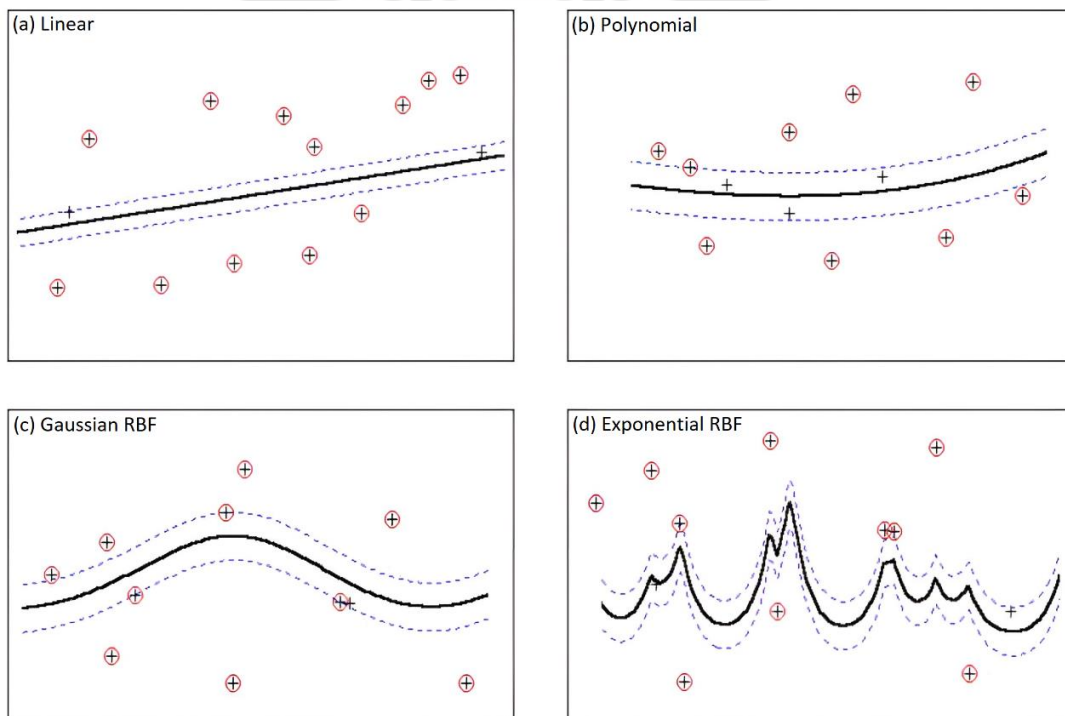 (a) Linear
(b) Polynomial
(c) Gaussian RBF
(d) Exponential RBF